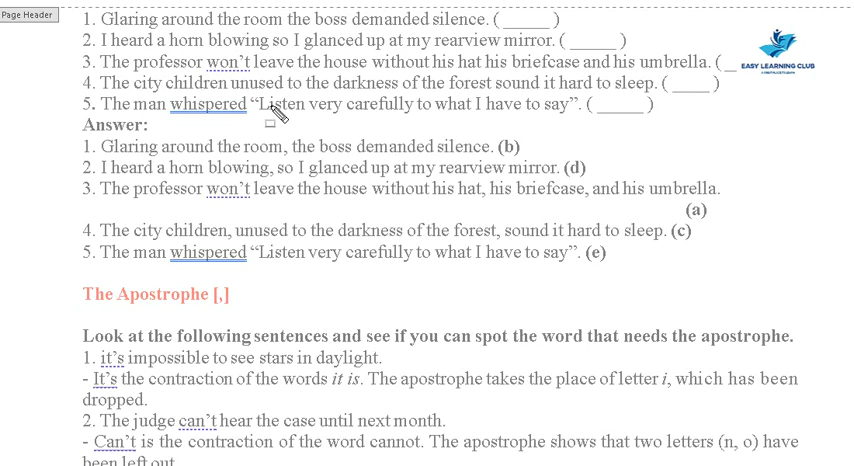 Page Header
1. Glaring around the room the boss demanded silence. ( _____ )
2. I heard a horn blowing so I glanced up at my rearview mirror. ( _____ )
3. The professor won't leave the house without his hat his briefcase and his umbrella. ( _
EASY LEARNING CLUB
4. The city children unused to the darkness of the forest sound it hard to sleep. ( ____ )
5. The man whispered “Listen very carefully to what I have to say”. ( _____ )
Answer:
1. Glaring around the room, the boss demanded silence. (b)
2. I heard a horn blowing, so I glanced up at my rearview mirror. (d)
3. The professor won't leave the house without his hat, his briefcase, and his umbrella.
(a)
4. The city children, unused to the darkness of the forest, sound it hard to sleep. (c)
5. The man whispered “Listen very carefully to what I have to say”. (e)
The Apostrophe [,]
Look at the following sentences and see if you can spot the word that needs the apostrophe.
1. it's impossible to see stars in daylight.
- It's the contraction of the words it is. The apostrophe takes the place of letter i, which has been
dropped.
2. The judge can't hear the case until next month.
- Can't is the contraction of the word cannot. The apostrophe shows that two letters (n, o) have
been left out.